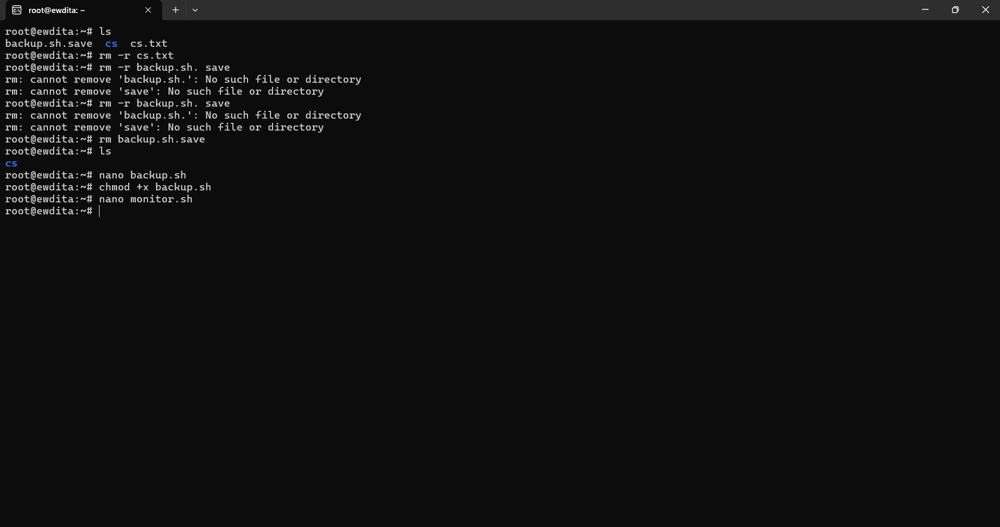 root@ewdita: ~
root@ewdita:~# ls
backup.sh.save  cs  cs.txt
root@ewdita:~# rm -r cs.txt
root@ewdita:~# rm -r backup.sh. save
rm: cannot remove 'backup.sh.': No such file or directory
rm: cannot remove 'save': No such file or directory
root@ewdita:~# rm -r backup.sh. save
rm: cannot remove 'backup.sh.': No such file or directory
rm: cannot remove 'save': No such file or directory
root@ewdita:~# rm backup.sh.save
root@ewdita:~# ls
cs
root@ewdita:~# nano backup.sh
root@ewdita:~# chmod +x backup.sh
root@ewdita:~# nano monitor.sh
root@ewdita:~#